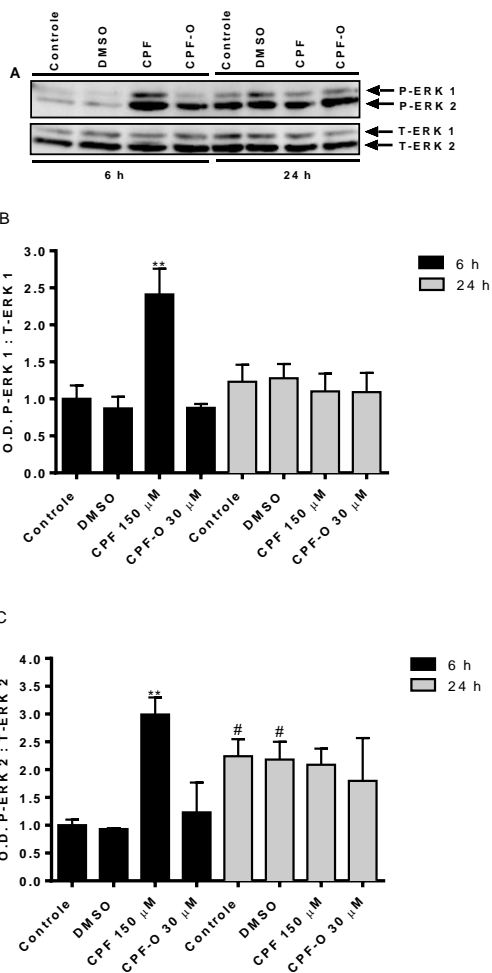 Controle DMSO CPF CPF-O Controle DMSO CPF CPF-O
A
P-ERK 1
P-ERK 2
T-ERK 1
T-ERK 2
6 h 24 h
B
3.0
2.5
2.0
1.5
1.0
0.5
0.0
O.D. P-ERK 1 : T-ERK 1
**
6 h
24 h
Controle DMSO CPF 150 μM CPF-O 30 μM Controle DMSO CPF 150 μM CPF-O 30 μM
C
4.0
3.5
3.0
2.5
2.0
1.5
1.0
0.5
0.0
O.D. P-ERK 2 : T-ERK 2
**
# #
6 h
24 h
Controle DMSO CPF 150 μM CPF-O 30 μM Controle DMSO CPF 150 μM CPF-O 30 μM